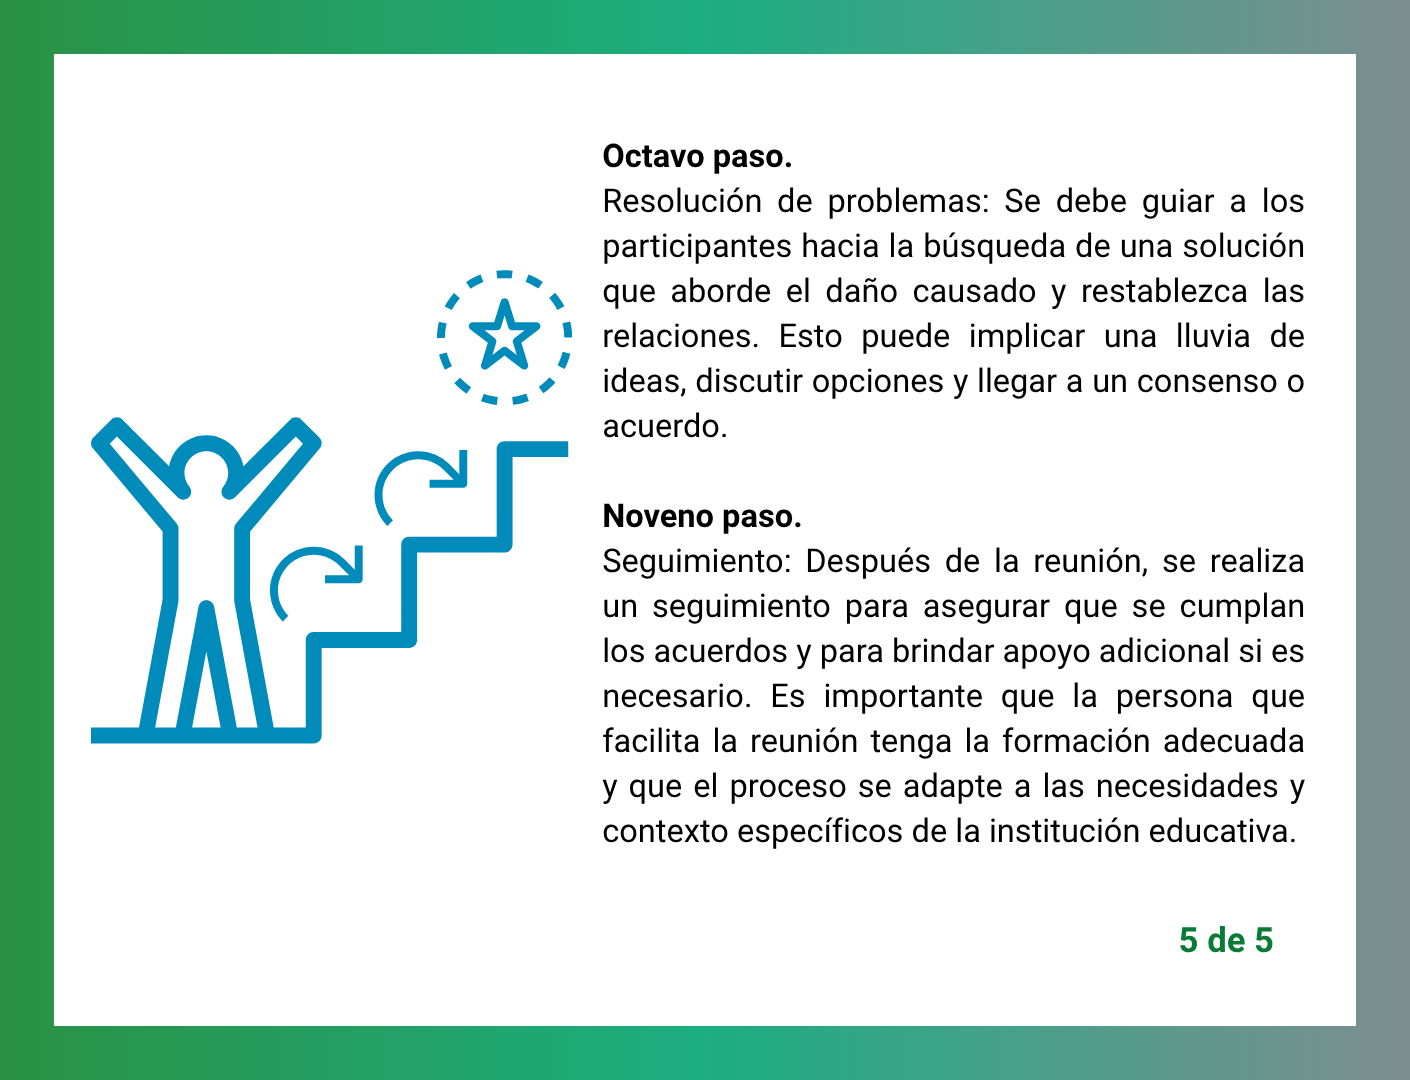 Octavo paso.
Resolución de problemas: Se debe guiar a los
participantes hacia la búsqueda de una solución
que aborde el daño causado y restablezca las
relaciones. Esto puede implicar una lluvia de
ideas, discutir opciones y llegar a un consenso o
acuerdo.
Noveno paso.
Seguimiento: Después de la reunión, se realiza
un seguimiento para asegurar que se cumplan
los acuerdos y para brindar apoyo adicional si es
necesario. Es importante que la persona que
facilita la reunión tenga la formación adecuada
y que el proceso se adapte a las necesidades y
contexto específicos de la institución educativa.
5 de 5